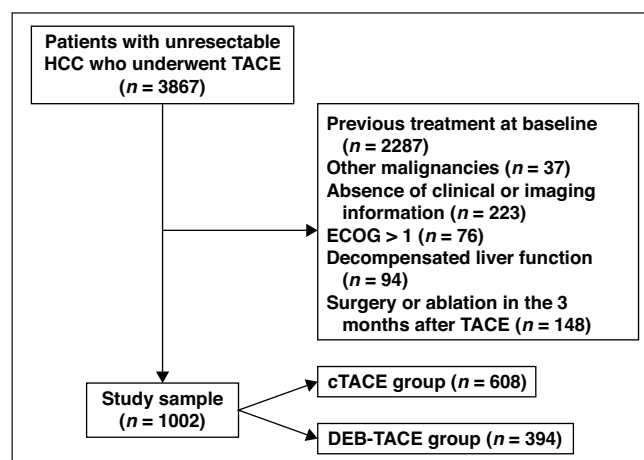 Patients with unresectable
HCC who underwent TACE
(n = 3867)
Previous treatment at baseline
(n = 2287)
Other malignancies (n = 37)
Absence of clinical or imaging
information (n = 223)
ECOG > 1 (n = 76)
Decompensated liver function
(n = 94)
Surgery or ablation in the 3
months after TACE (n = 148)
Study sample
(n = 1002)
cTACE group (n = 608)
DEB-TACE group (n = 394)